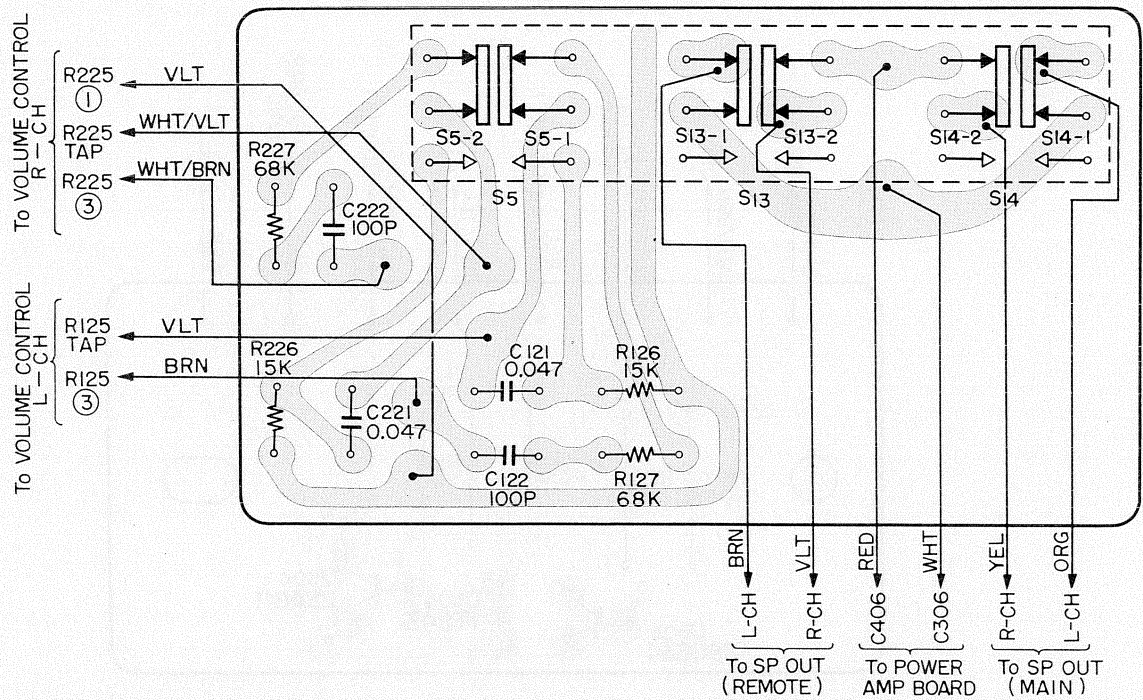 To VOLUME CONTROL
R-CH
R225
①
VLT
R225
TAP
WHT/VLT
R225
③
WHT/BRN
To VOLUME CONTROL
L-CH
R125
TAP
VLT
R125
③
BRN
R227
68K
C222
100P
R226
15K
C221
0.047
C121
0.047
R126
15K
C122
100P
R127
68K
S5-2
S5-1
S5
S13-1
S13-2
S13
S14-2
S14-1
S14
BRN
VLT
RED
WHT
YEL
ORG
L-CH
R-CH
C406
C306
R-CH
L-CH
To SP OUT
(REMOTE)
To POWER
AMP BOARD
To SP OUT
(MAIN)